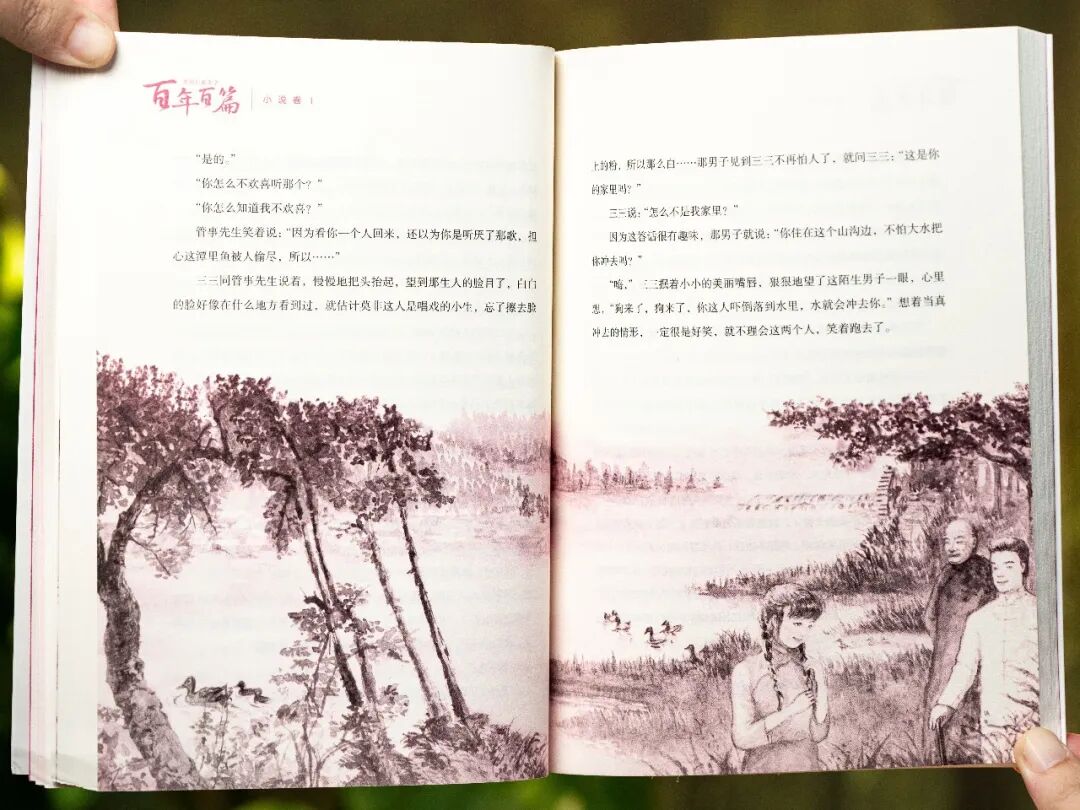 百年百篇 小说卷 1
“是的。”
“你怎么不欢喜听那个？”
“你怎么知道我不欢喜？”
管事先生笑着说：“因为看你一个人回来，还以为你是听厌了那歌，担
心这潭里鱼被人偷尽，所以……”
三三同管事先生说着，慢慢地把头抬起，望到那生人的脸目了，白白
的脸好像在什么地方看到过，就估计莫非这人是唱戏的小生，忘了擦去脸
上的粉，所以那么白……那男子见到三三不再怕人了，就问三三：“这是你
的家里吗？”
三三说：“怎么不是我家里？”
因为这答话很有趣味，那男子就说：“你住在这个山沟边，不怕大水把
你冲去吗？”
“嗨，”三三抿着小小的美丽嘴唇，狠狠地望了这陌生男子一眼，心里
想，“狗来了，狗来了，你这人吓倒落到水里，水就会冲去你。”想着当真
冲去的情形，一定很是好笑，就不理会这两个人，笑着跑去了。